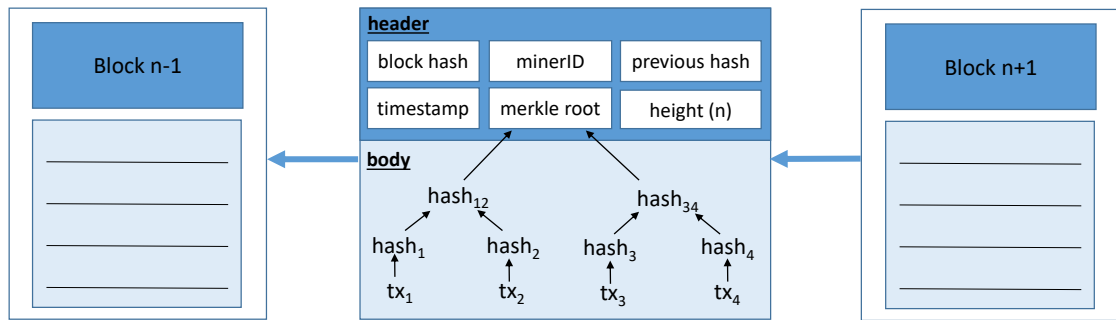 Block n-1
header
block hash minerID previous hash
timestamp merkle root height (n)
body
hash12 hash34
hash1 hash2 hash3 hash4
tx1 tx2 tx3 tx4
Block n+1